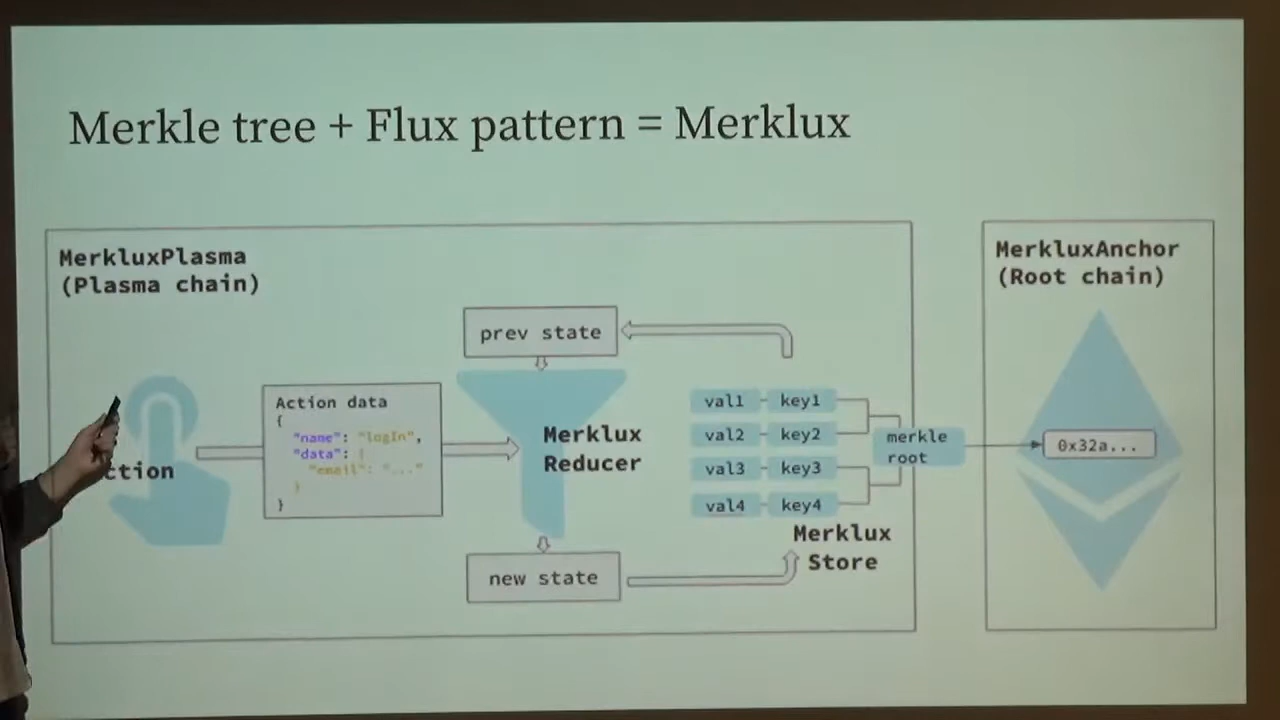 Merkle tree + Flux pattern = Merklux
MerkluxPlasma
(Plasma chain)
ction
Action data
{
"name": "logIn",
"data": {
"email": "..."
}
}
prev state
Merklux
Reducer
new state
val1
key1
val2
key2
val3
key3
val4
key4
Merklux
Store
merkle
root
MerkluxAnchor
(Root chain)
0x32a...